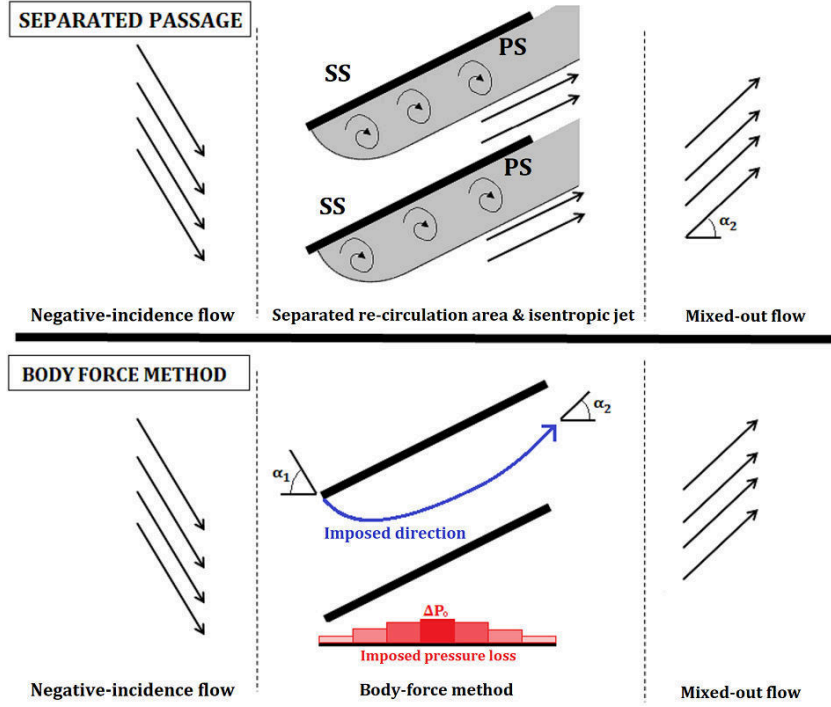 SEPARATED PASSAGE
SS
PS
SS
PS
α₂
Negative-incidence flow
Separated re-circulation area & isentropic jet
Mixed-out flow
BODY FORCE METHOD
α₁
α₂
Imposed direction
ΔP₀
Imposed pressure loss
Negative-incidence flow
Body-force method
Mixed-out flow